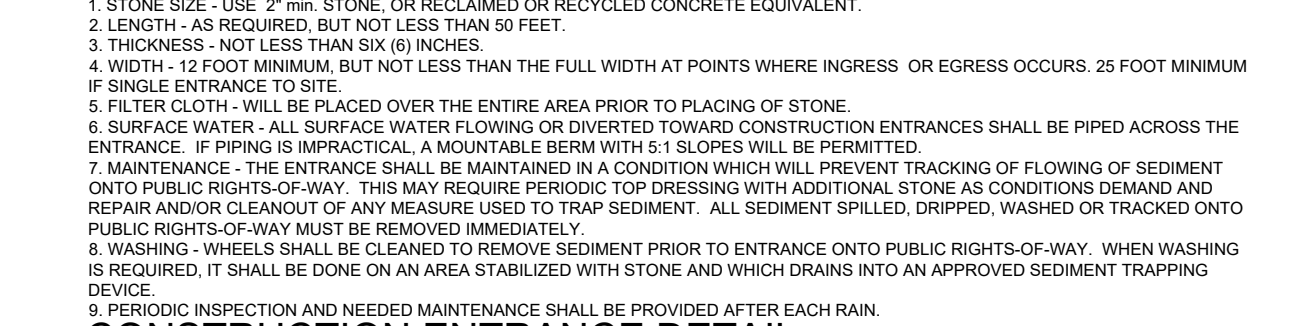 1. STONE SIZE - USE 2" min. STONE, OR RECLAIMED OR RECYCLED CONCRETE EQUIVALENT.
2. LENGTH - AS REQUIRED, BUT NOT LESS THAN 50 FEET.
3. THICKNESS - NOT LESS THAN SIX (6) INCHES.
4. WIDTH - 12 FOOT MINIMUM, BUT NOT LESS THAN THE FULL WIDTH AT POINTS WHERE INGRESS OR EGRESS OCCURS. 25 FOOT MINIMUM
IF SINGLE ENTRANCE TO SITE.
5. FILTER CLOTH - WILL BE PLACED OVER THE ENTIRE AREA PRIOR TO PLACING OF STONE.
6. SURFACE WATER - ALL SURFACE WATER FLOWING OR DIVERTED TOWARD CONSTRUCTION ENTRANCES SHALL BE PIPED ACROSS THE
ENTRANCE. IF PIPING IS IMPRACTICAL, A MOUNTABLE BERM WITH 5:1 SLOPES WILL BE PERMITTED.
7. MAINTENANCE - THE ENTRANCE SHALL BE MAINTAINED IN A CONDITION WHICH WILL PREVENT TRACKING OF FLOWING OF SEDIMENT
ONTO PUBLIC RIGHTS-OF-WAY. THIS MAY REQUIRE PERIODIC TOP DRESSING WITH ADDITIONAL STONE AS CONDITIONS DEMAND AND
REPAIR AND/OR CLEANOUT OF ANY MEASURE USED TO TRAP SEDIMENT. ALL SEDIMENT SPILLED, DRIPPED, WASHED OR TRACKED ONTO
PUBLIC RIGHTS-OF-WAY MUST BE REMOVED IMMEDIATELY.
8. WASHING - WHEELS SHALL BE CLEANED TO REMOVE SEDIMENT PRIOR TO ENTRANCE ONTO PUBLIC RIGHTS-OF-WAY. WHEN WASHING
IS REQUIRED, IT SHALL BE DONE ON AN AREA STABILIZED WITH STONE AND WHICH DRAINS INTO AN APPROVED SEDIMENT TRAPPING
DEVICE.
9. PERIODIC INSPECTION AND NEEDED MAINTENANCE SHALL BE PROVIDED AFTER EACH RAIN.
CONSTRUCTION ENTRANCE DETAIL